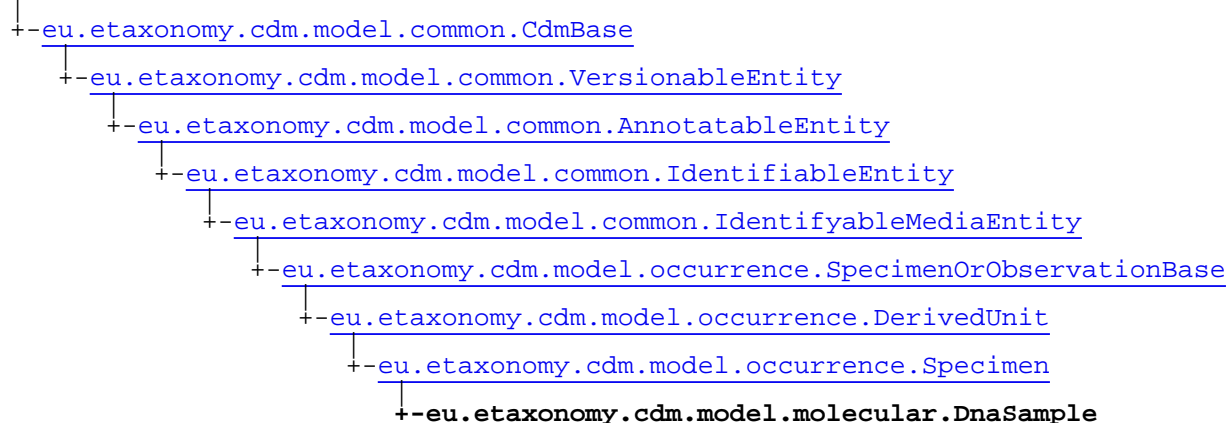 +-eu.etaxonomy.cdm.model.common.CdmBase
+-eu.etaxonomy.cdm.model.common.VersionableEntity
+-eu.etaxonomy.cdm.model.common.AnnotatableEntity
+-eu.etaxonomy.cdm.model.common.IdentifiableEntity
+-eu.etaxonomy.cdm.model.common.IdentifyableMediaEntity
+-eu.etaxonomy.cdm.model.occurrence.SpecimenOrObservationBase
+-eu.etaxonomy.cdm.model.occurrence.DerivedUnit
+-eu.etaxonomy.cdm.model.occurrence.Specimen
+-eu.etaxonomy.cdm.model.molecular.DnaSample